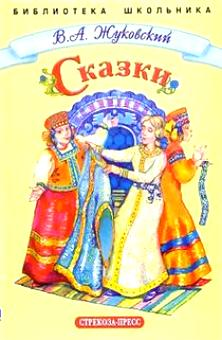 БИБЛИОТЕКА ШКОЛЬНИКА
В.А. Жуковский
Сказки
СТРЕКОЗА-ПРЕСС